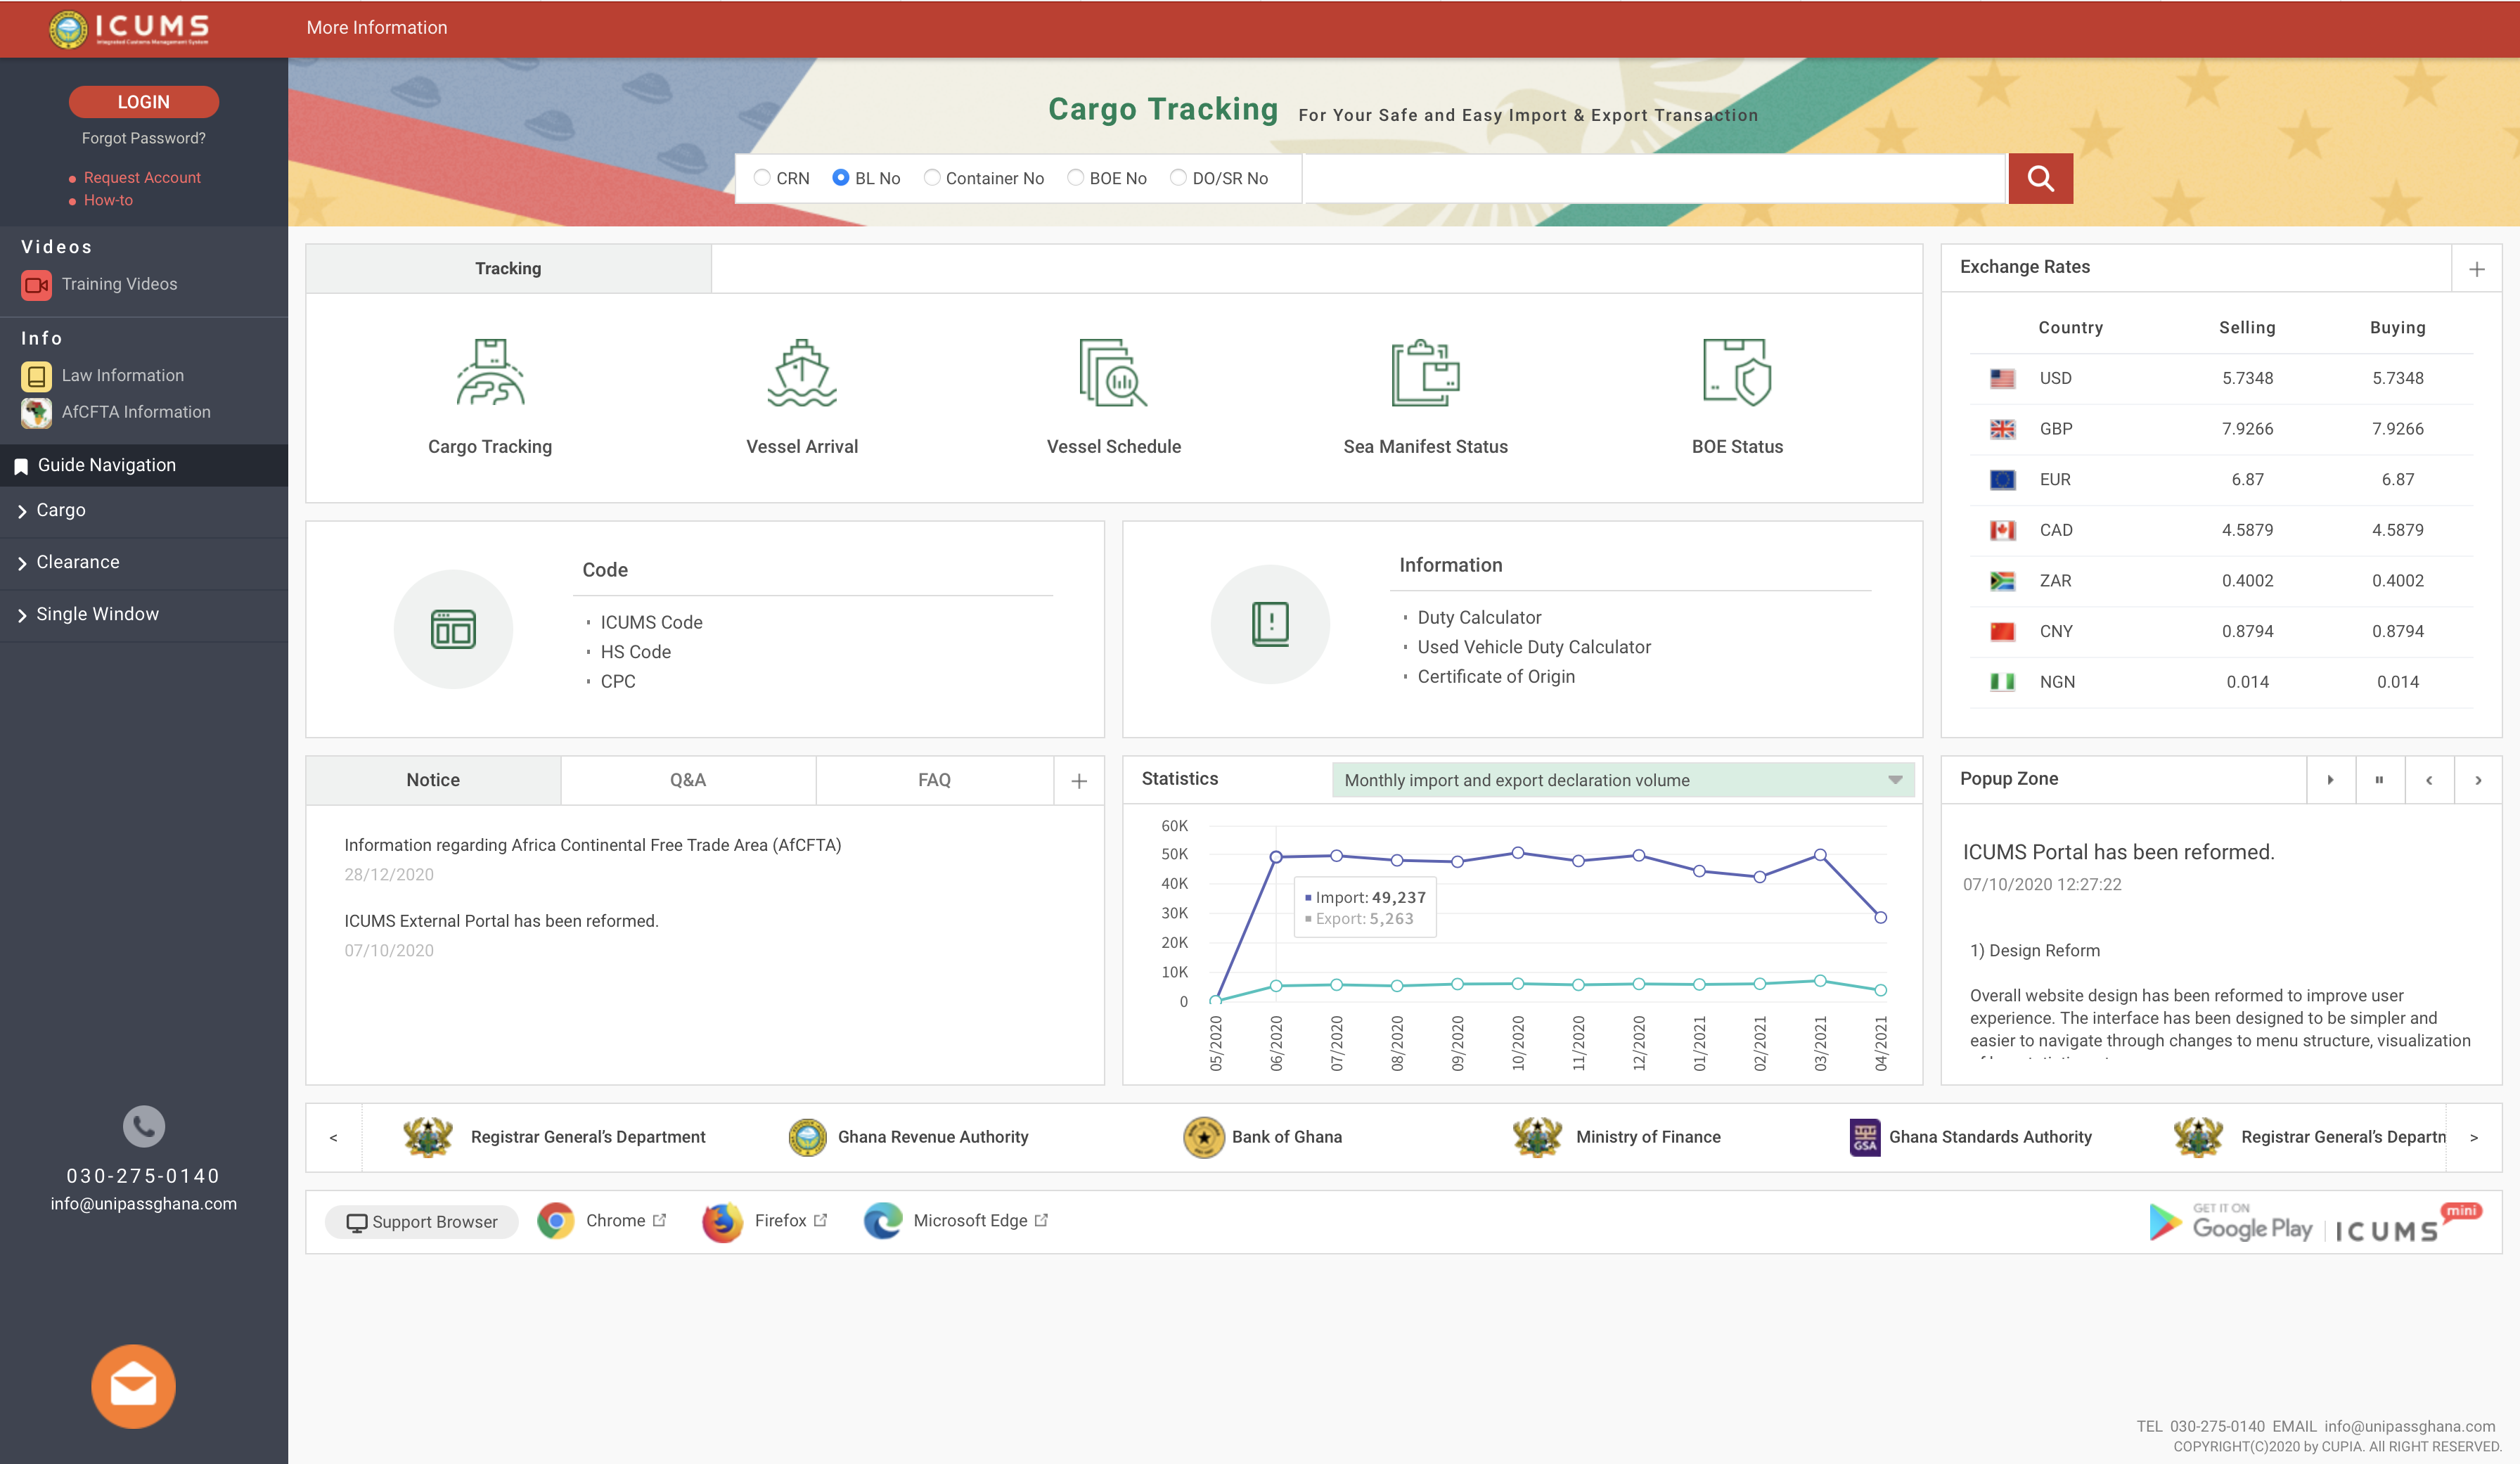 ICUMS
Integrated Customs Management System
More Information
LOGIN
Forgot Password?
Request Account
How-to
Videos
Training Videos
Info
Law Information
AfCFTA Information
Guide Navigation
Cargo
Clearance
Single Window
030-275-0140
info@unipassghana.com
Cargo Tracking For Your Safe and Easy Import & Export Transaction
CRN BL No Container No BOE No DO/SR No
Tracking
Cargo Tracking Vessel Arrival Vessel Schedule Sea Manifest Status BOE Status
Exchange Rates +
Country Selling Buying
USD 5.7348 5.7348
GBP 7.9266 7.9266
EUR 6.87 6.87
CAD 4.5879 4.5879
ZAR 0.4002 0.4002
CNY 0.8794 0.8794
NGN 0.014 0.014
Code
· ICUMS Code
· HS Code
· CPC
Information
· Duty Calculator
· Used Vehicle Duty Calculator
· Certificate of Origin
Notice Q&A FAQ +
Information regarding Africa Continental Free Trade Area (AfCFTA)
28/12/2020
ICUMS External Portal has been reformed.
07/10/2020
Statistics Monthly import and export declaration volume
60K
50K
40K
30K
20K
10K
0
Import: 49,237
Export: 5,263
05/2020 06/2020 07/2020 08/2020 09/2020 10/2020 11/2020 12/2020 01/2021 02/2021 03/2021 04/2021
Popup Zone
ICUMS Portal has been reformed.
07/10/2020 12:27:22
1) Design Reform
Overall website design has been reformed to improve user
experience. The interface has been designed to be simpler and
easier to navigate through changes to menu structure, visualization
< Registrar General's Department Ghana Revenue Authority Bank of Ghana Ministry of Finance GSA Ghana Standards Authority Registrar General's Departn >
Support Browser Chrome Firefox Microsoft Edge
GET IT ON
Google Play | ICUMS mini
TEL 030-275-0140 EMAIL info@unipassghana.com
COPYRIGHT(C)2020 by CUPIA. All RIGHT RESERVED.